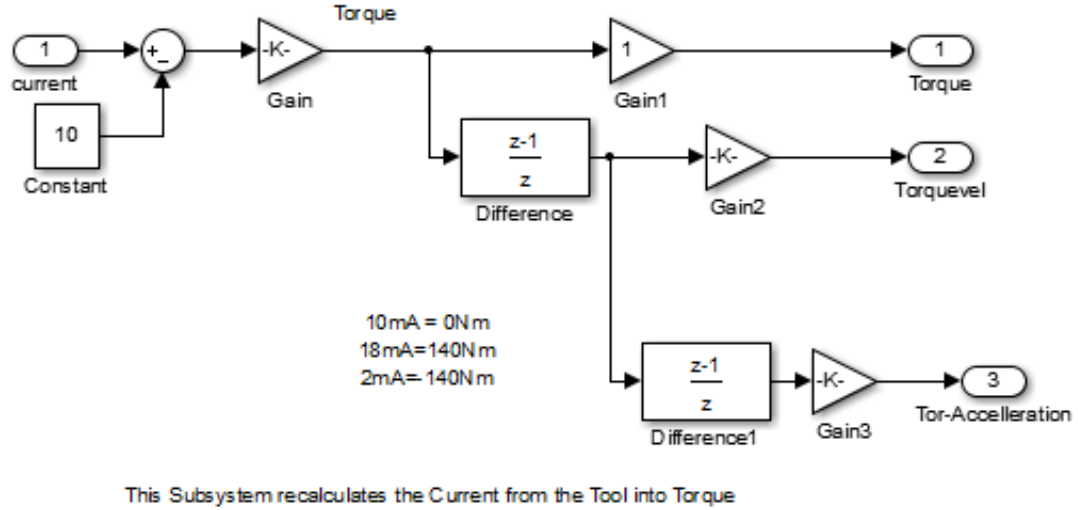 Torque
1
+
-
-K-
1
1
current
Gain
Gain1
Torque
10
Constant
z-1
z
Difference
-K-
Gain2
2
Torquevel
10mA = 0Nm
18mA=140Nm
2mA=-140Nm
z-1
z
Difference1
-K-
Gain3
3
Tor-Accelleration
This Subsystem recalculates the Current from the Tool into Torque